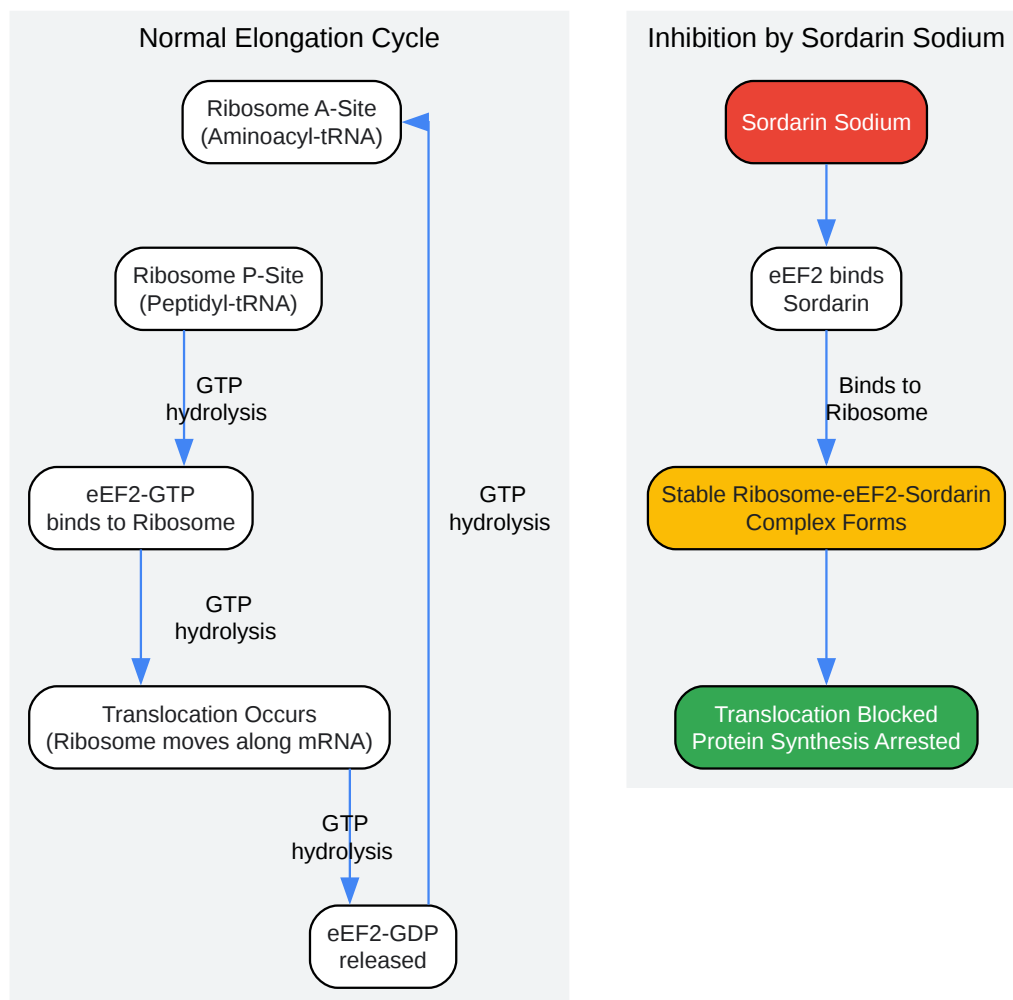 Normal Elongation Cycle
Ribosome A-Site
(Aminoacyl-tRNA)
Ribosome P-Site
(Peptidyl-tRNA)
GTP
hydrolysis
eEF2-GTP
binds to Ribosome
GTP
hydrolysis
GTP
hydrolysis
Translocation Occurs
(Ribosome moves along mRNA)
GTP
hydrolysis
eEF2-GDP
released
Inhibition by Sordarin Sodium
Sordarin Sodium
eEF2 binds
Sordarin
Binds to
Ribosome
Stable Ribosome-eEF2-Sordarin
Complex Forms
Translocation Blocked
Protein Synthesis Arrested